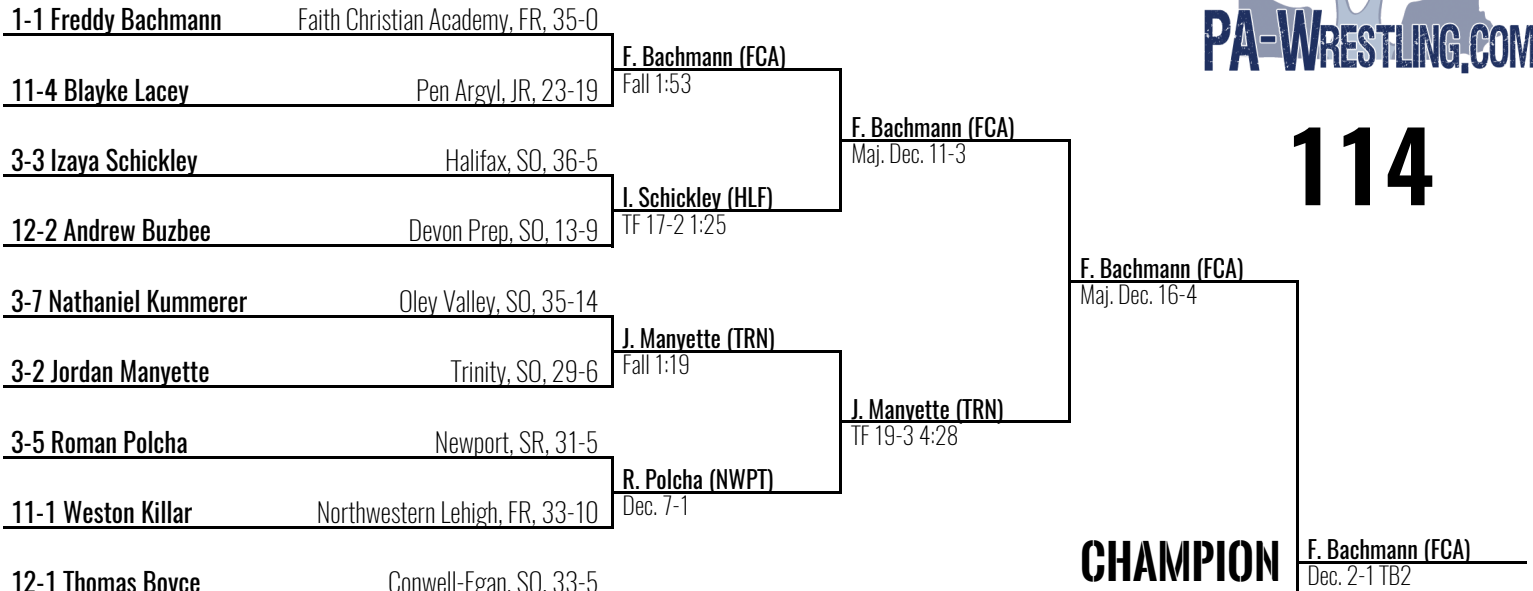 1-1 Freddy Bachmann Faith Christian Academy, FR, 35-0
11-4 Blayke Lacey Pen Argyl, JR, 23-19
3-3 Izaya Schickley Halifax, SO, 36-5
12-2 Andrew Buzbee Devon Prep, SO, 13-9
3-7 Nathaniel Kummerer Oley Valley, SO, 35-14
3-2 Jordan Manyette Trinity, SO, 29-6
3-5 Roman Polcha Newport, SR, 31-5
11-1 Weston Killar Northwestern Lehigh, FR, 33-10
12-1 Thomas Boyce Conwell-Egan, SO, 33-5
F. Bachmann (FCA)
Fall 1:53
I. Schickley (HLF)
TF 17-2 1:25
J. Manyette (TRN)
Fall 1:19
R. Polcha (NWPT)
Dec. 7-1
F. Bachmann (FCA)
Maj. Dec. 11-3
J. Manyette (TRN)
TF 19-3 4:28
F. Bachmann (FCA)
Maj. Dec. 16-4
PA-WRESTLING.COM
114
CHAMPION
F. Bachmann (FCA)
Dec. 2-1 TB2